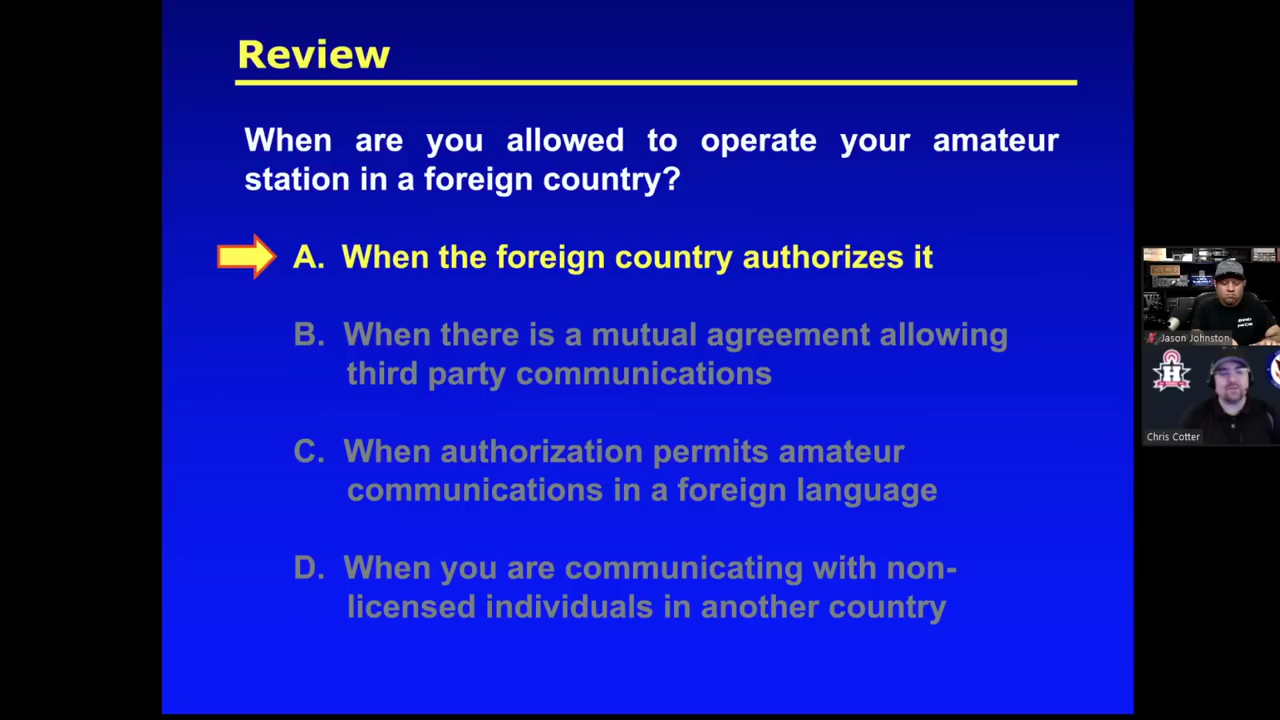 Review
When are you allowed to operate your amateur
station in a foreign country?
A. When the foreign country authorizes it
B. When there is a mutual agreement allowing
third party communications
C. When authorization permits amateur
communications in a foreign language
D. When you are communicating with non-
licensed individuals in another country
Jason Johnston
H
Chris Cotter